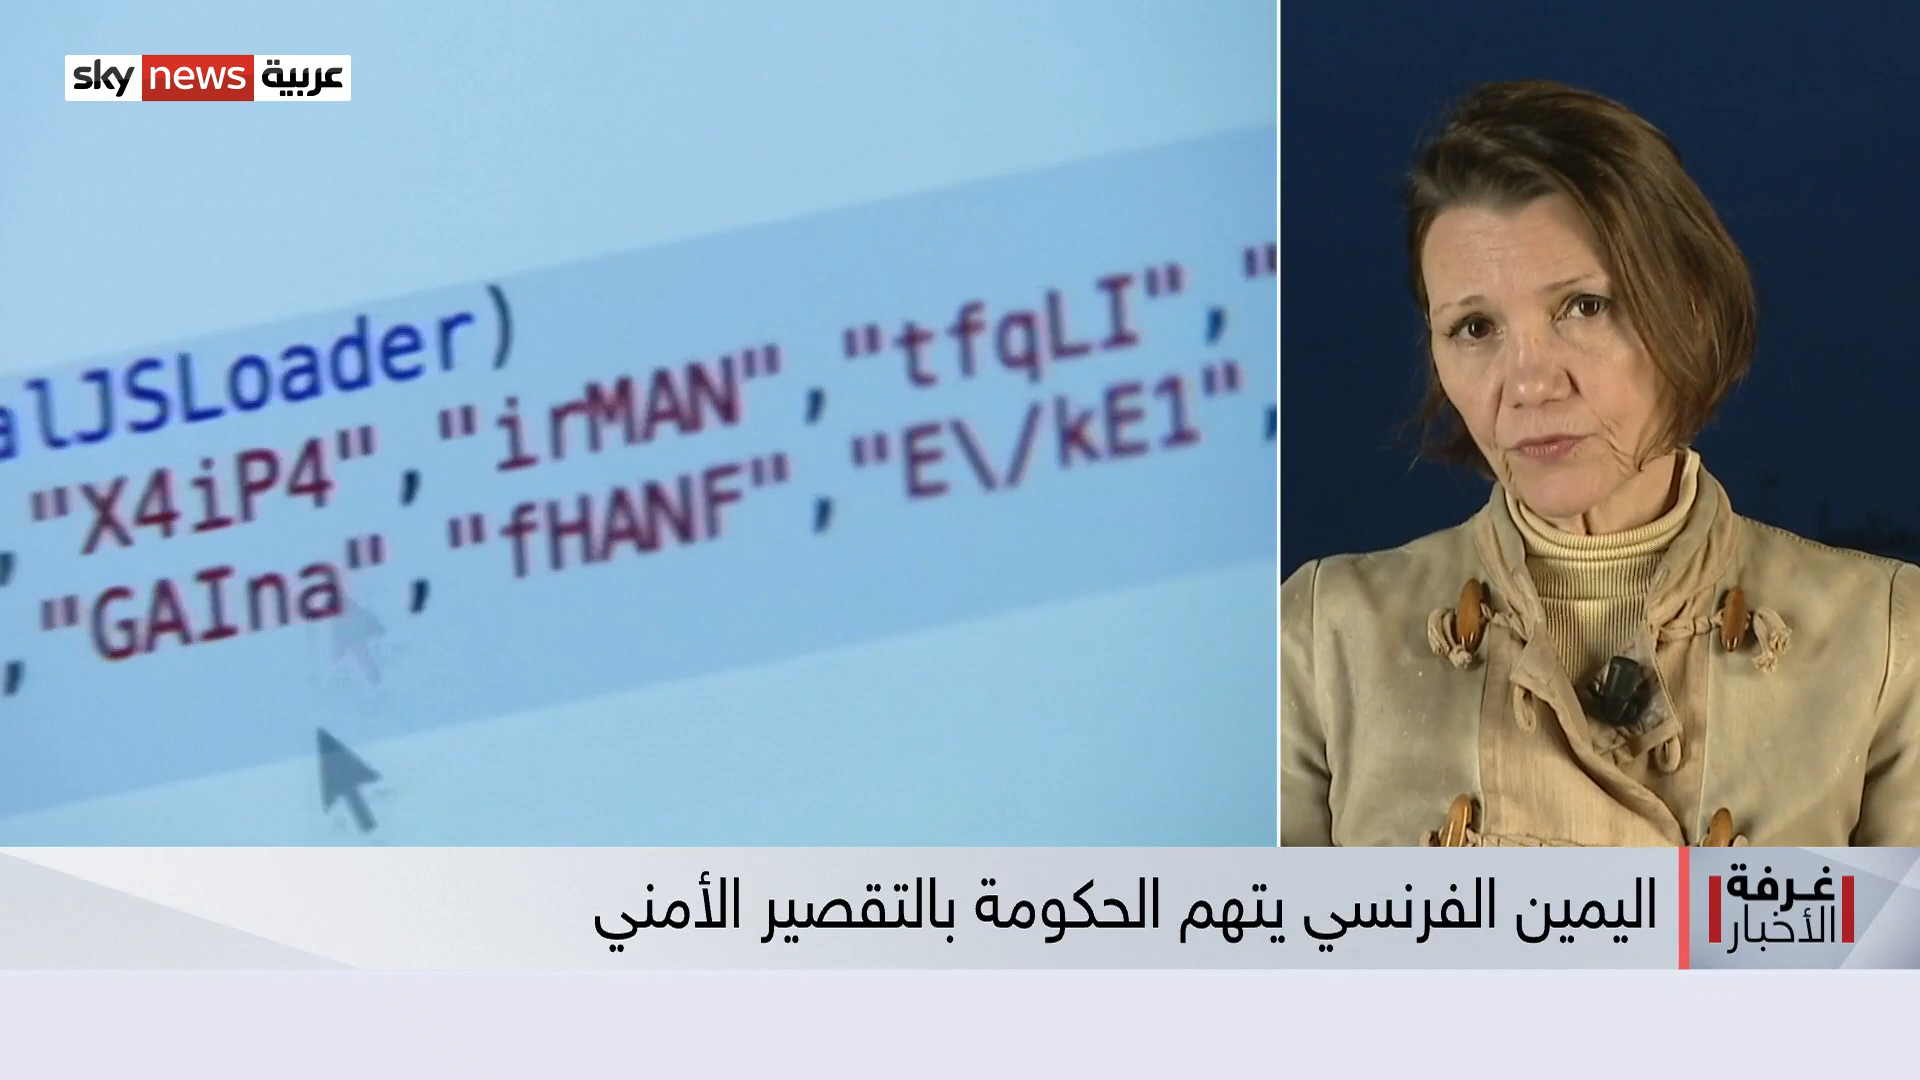 sky news عربية
alJSLoader)
,"X4iP4","irMAN","tfqLI","
,"GAIna","fHANF","E\/kE1",
غرفة
الأخبار
اليمين الفرنسي يتهم الحكومة بالتقصير الأمني